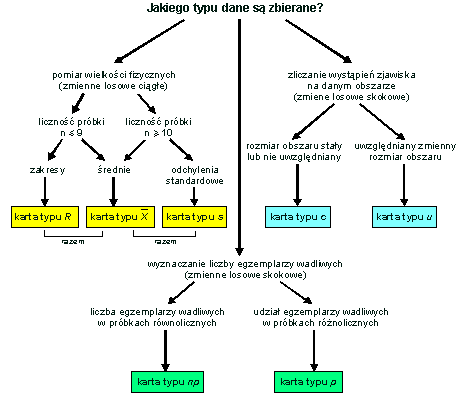 Jakiego typu dane są zbierane?
pomiar wielkości fizycznych
(zmienne losowe ciągłe)
zliczanie wystąpień zjawiska
na danym obszarze
(zmiene losowe skokowe)
liczność próbki
n ≤ 9
liczność próbki
n ≥ 10
rozmiar obszaru stały
lub nie uwzględniany
uwzględniany zmienny
rozmiar obszaru
zakresy
średnie
odchylenia
standardowe
karta typu R
karta typu X̅
karta typu s
karta typu c
karta typu u
razem
razem
wyznaczanie liczby egzemplarzy wadliwych
(zmienne losowe skokowe)
liczba egzemplarzy wadliwych
w próbkach równolicznych
udział egzemplarzy wadliwych
w próbkach różnolicznych
karta typu np
karta typu p